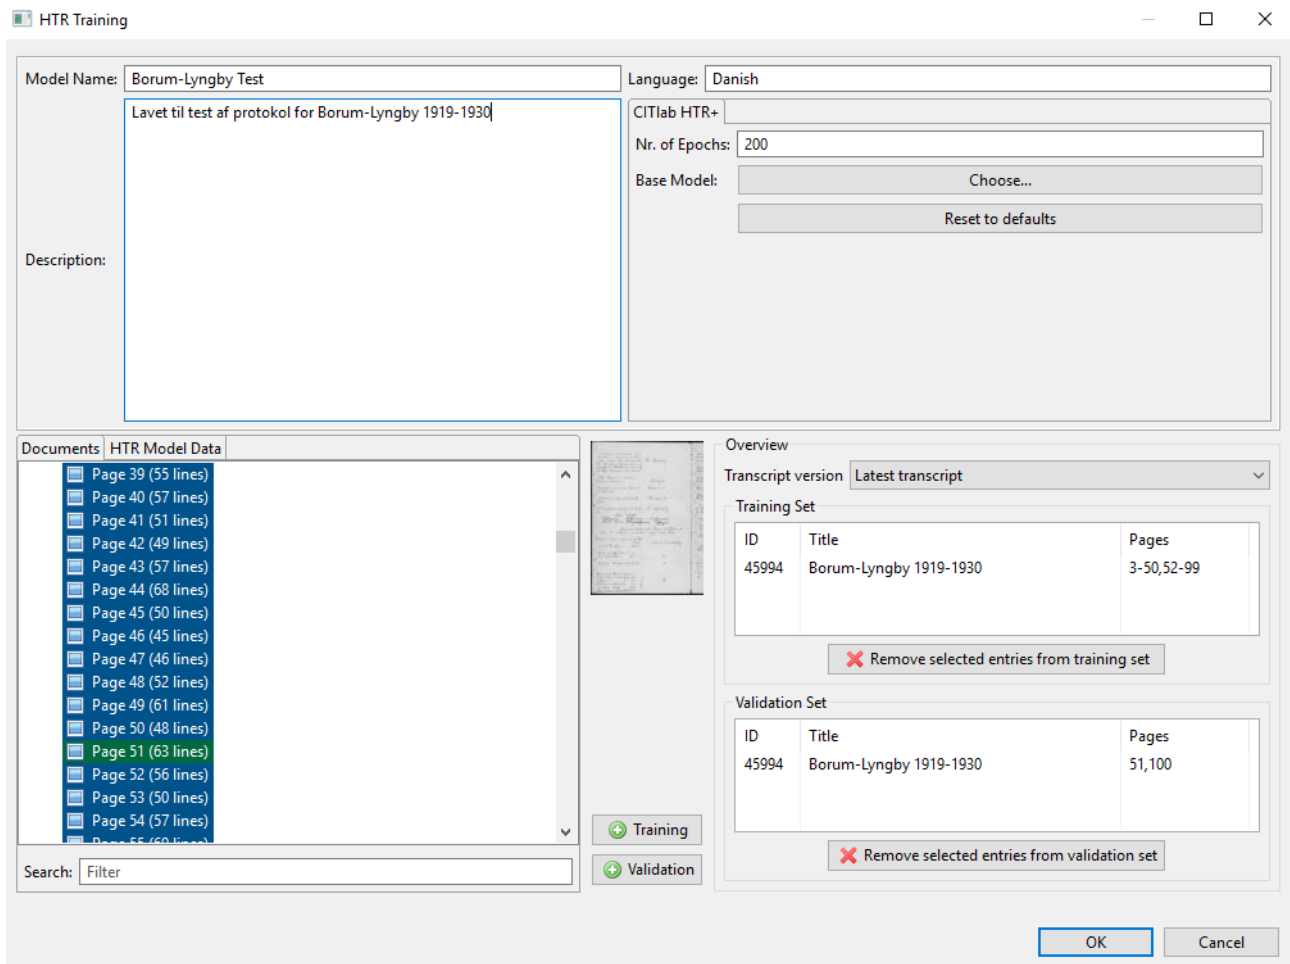 HTR Training
Model Name: Borum-Lyngby Test
Language: Danish
Description: Lavet til test af protokol for Borum-Lyngby 1919-1930
CITlab HTR+
Nr. of Epochs: 200
Base Model: Choose...
Reset to defaults
Documents HTR Model Data
Page 39 (55 lines)
Page 40 (57 lines)
Page 41 (51 lines)
Page 42 (49 lines)
Page 43 (57 lines)
Page 44 (68 lines)
Page 45 (50 lines)
Page 46 (45 lines)
Page 47 (46 lines)
Page 48 (52 lines)
Page 49 (61 lines)
Page 50 (48 lines)
Page 51 (63 lines)
Page 52 (56 lines)
Page 53 (50 lines)
Page 54 (57 lines)
Search: Filter
Training
Validation
Overview
Transcript version Latest transcript
Training Set
ID Title Pages
45994 Borum-Lyngby 1919-1930 3-50,52-99
Remove selected entries from training set
Validation Set
ID Title Pages
45994 Borum-Lyngby 1919-1930 51,100
Remove selected entries from validation set
OK Cancel